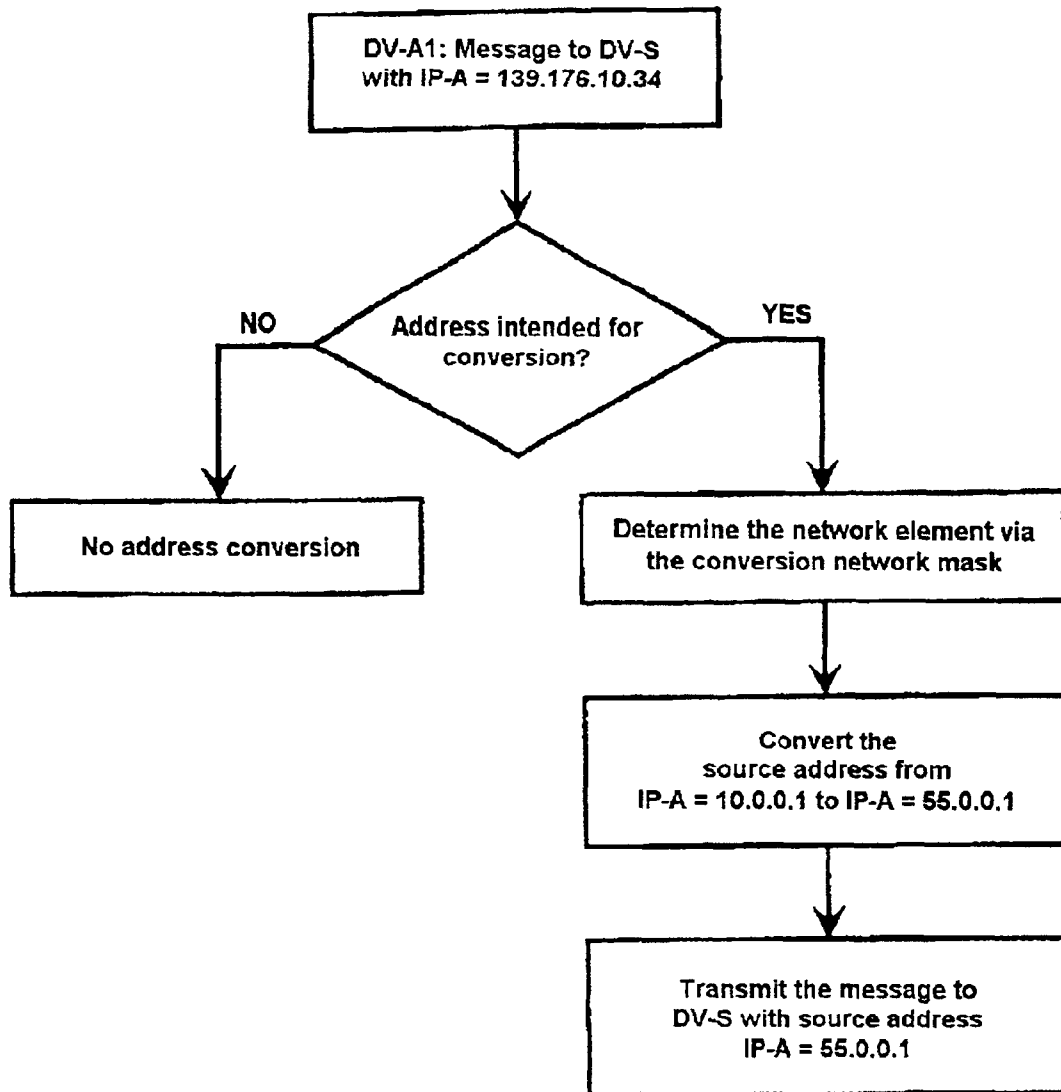 DV-A1: Message to DV-S
with IP-A = 139.176.10.34
NO
YES
Address intended for
conversion?
No address conversion
Determine the network element via
the conversion network mask
Convert the
source address from
IP-A = 10.0.0.1 to IP-A = 55.0.0.1
Transmit the message to
DV-S with source address
IP-A = 55.0.0.1